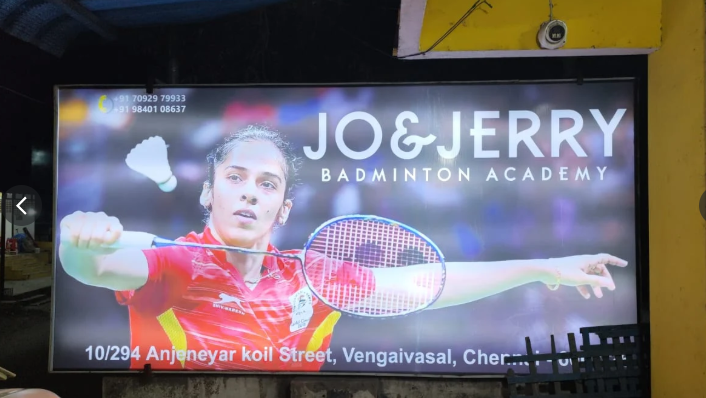 +91 70929 79933
+91 98401 08637
JO&JERRY
BADMINTON ACADEMY
10/294 Anjeneyar koil Street, Vengaivasal,